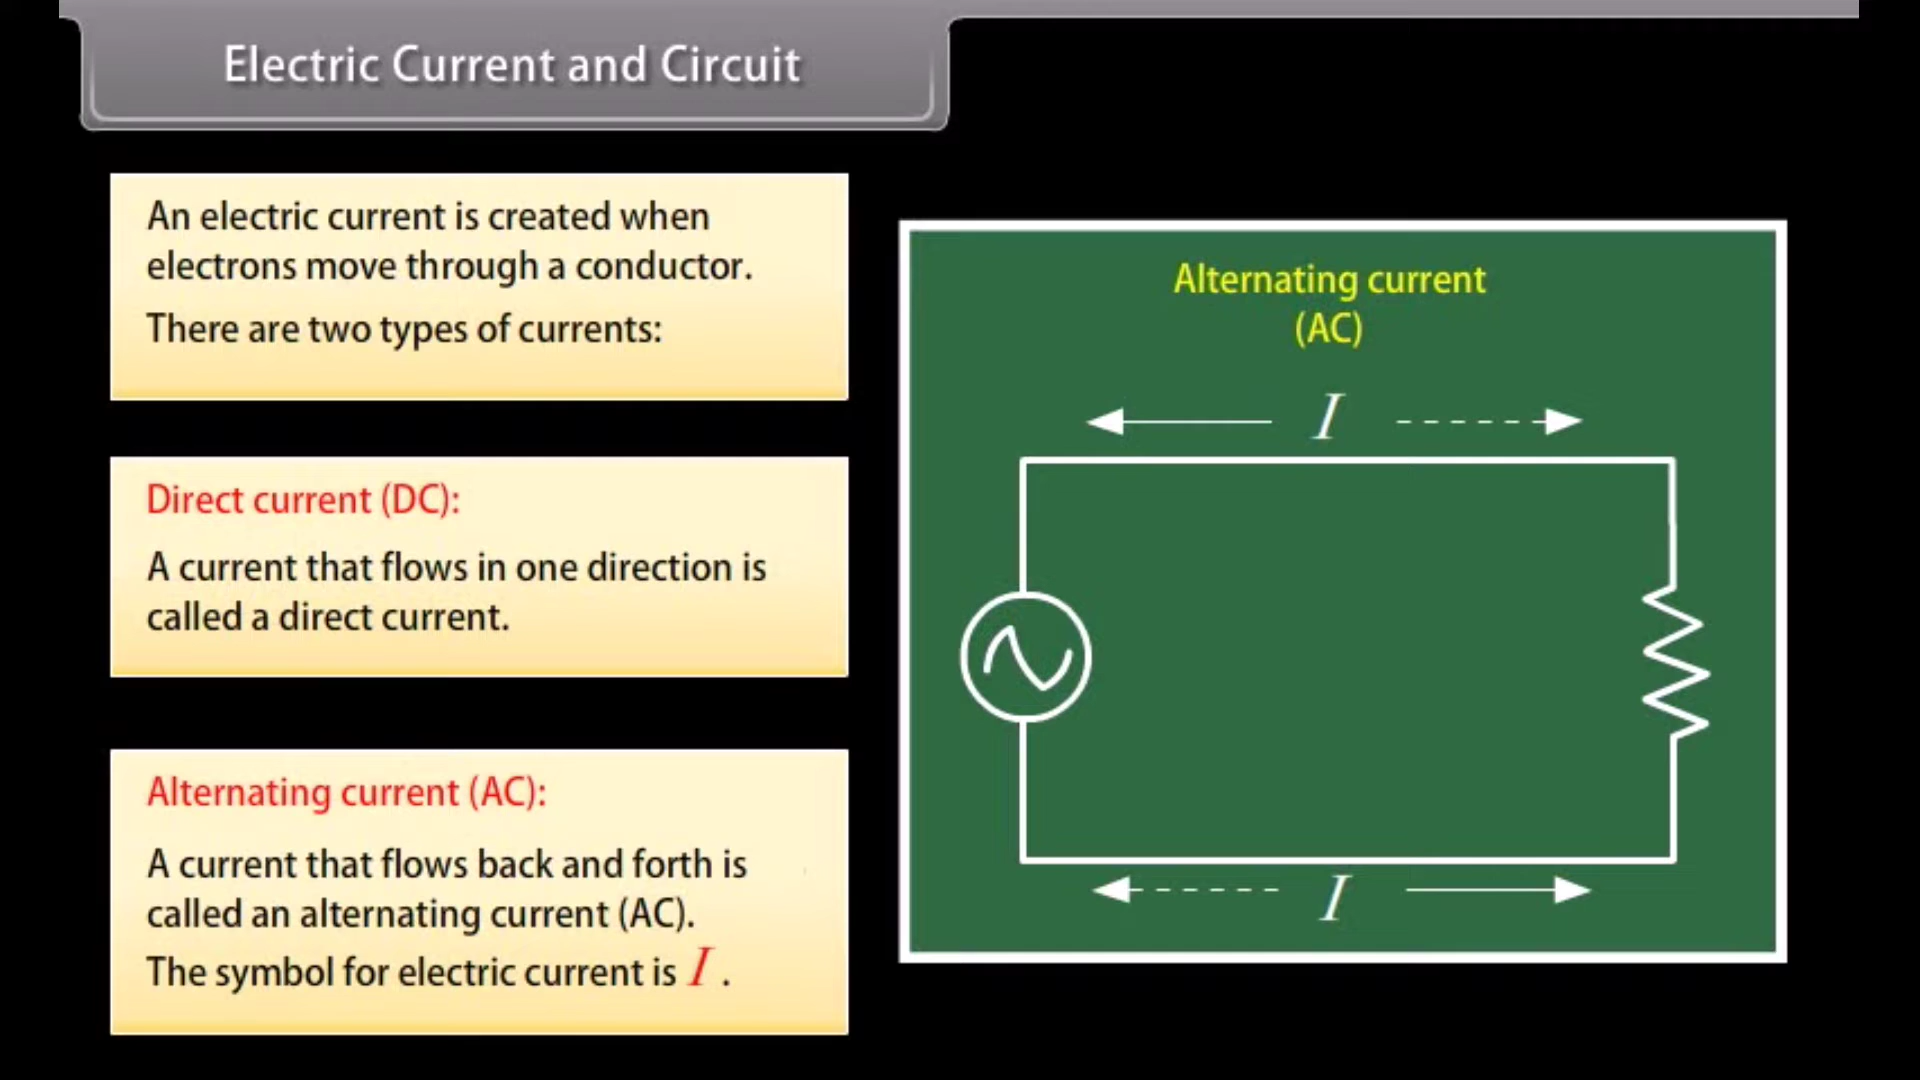 Electric Current and Circuit
An electric current is created when
electrons move through a conductor.
There are two types of currents:
Direct current (DC):
A current that flows in one direction is
called a direct current.
Alternating current (AC):
A current that flows back and forth is
called an alternating current (AC).
The symbol for electric current is I .
Alternating current
(AC)
I
I